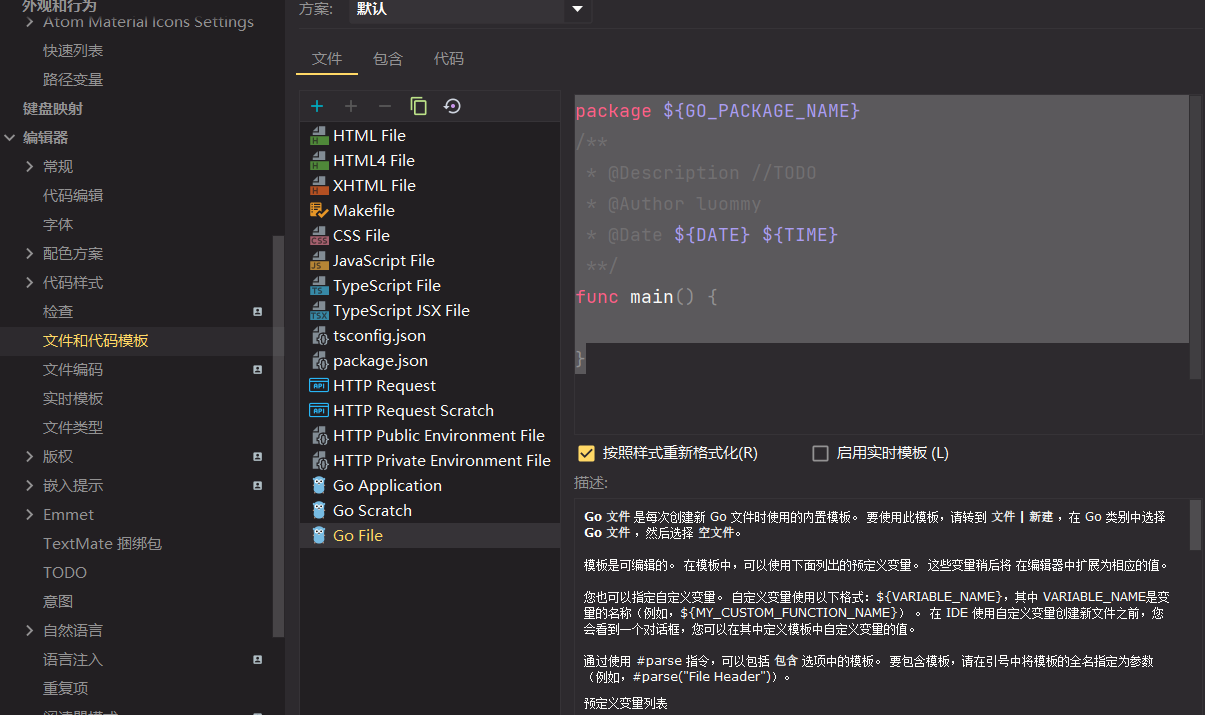 外观和行为
Atom Material Icons Settings
快速列表
路径变量
键盘映射
编辑器
常规
代码编辑
字体
配色方案
代码样式
检查
文件和代码模板
文件编码
实时模板
文件类型
版权
嵌入提示
Emmet
TextMate 捆绑包
TODO
意图
自然语言
语言注入
重复项
阅读器模式
方案: 默认
文件 包含 代码
HTML File
HTML4 File
XHTML File
Makefile
CSS File
JavaScript File
TypeScript File
TypeScript JSX File
tsconfig.json
package.json
HTTP Request
HTTP Request Scratch
HTTP Public Environment File
HTTP Private Environment File
Go Application
Go Scratch
Go File
package ${GO_PACKAGE_NAME}
/**
* @Description //TODO
* @Author luommy
* @Date ${DATE} ${TIME}
**/
func main() {
}
按照样式重新格式化(R) 启用实时模板 (L)
描述:
Go 文件 是每次创建新 Go 文件时使用的内置模板。 要使用此模板，请转到 文件 | 新建 ，在 Go 类别中选择
Go 文件 ，然后选择 空文件。
模板是可编辑的。 在模板中，可以使用下面列出的预定义变量。 这些变量稍后将 在编辑器中扩展为相应的值。
您也可以指定自定义变量。 自定义变量使用以下格式：${VARIABLE_NAME}，其中 VARIABLE_NAME是变
量的名称（例如，${MY_CUSTOM_FUNCTION_NAME}） 。 在 IDE 使用自定义变量创建新文件之前，您
会看到一个对话框，您可以在其中定义模板中自定义变量的值。
通过使用 #parse 指令，可以包括 包含 选项中的模板。 要包含模板，请在引号中将模板的全名指定为参数
（例如，#parse("File Header")）。
预定义变量列表